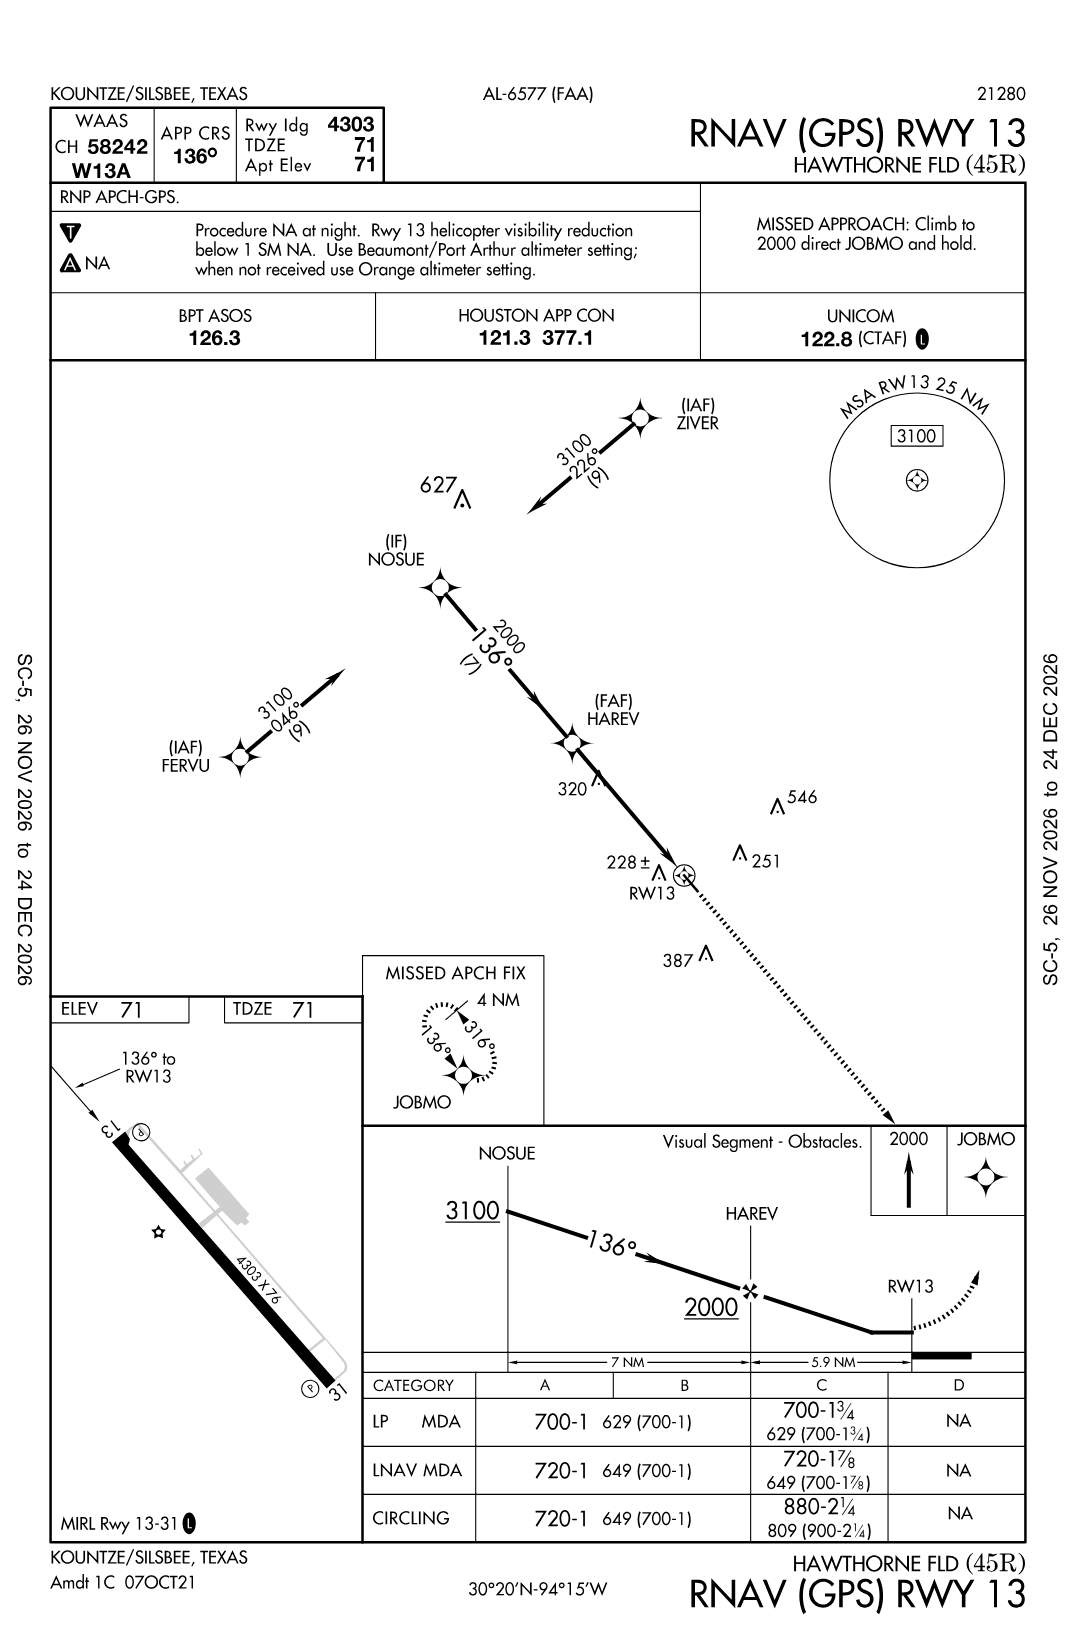 KOUNTZE/SILSBEE, TEXAS
AL-6577 (FAA)
21280
WAAS
CH 58242
W13A
APP CRS
136°
Rwy ldg 4303
TDZE 71
Apt Elev 71
RNAV (GPS) RWY 13
HAWTHORNE FLD (45R)
RNP APCH-GPS.
T
A NA
Procedure NA at night. Rwy 13 helicopter visibility reduction
below 1 SM NA. Use Beaumont/Port Arthur altimeter setting;
when not received use Orange altimeter setting.
MISSED APPROACH: Climb to
2000 direct JOBMO and hold.
BPT ASOS
126.3
HOUSTON APP CON
121.3 377.1
UNICOM
122.8 (CTAF) L
MSA RW13 25 NM
3100
(IAF)
ZIVER
3100
226°
(9)
627
(IF)
NOSUE
2000
136°
(7)
(FAF)
HAREV
3100
046°
(9)
(IAF)
FERVU
320
546
251
228 ±
RW13
387
SC-5, 26 NOV 2026 to 24 DEC 2026
SC-5, 26 NOV 2026 to 24 DEC 2026
MISSED APCH FIX
4 NM
316°
136°
JOBMO
ELEV 71
TDZE 71
136° to
RW13
13
P
4303 X 76
P
31
MIRL Rwy 13-31 L
Visual Segment - Obstacles.
2000
JOBMO
NOSUE
3100
136°
HAREV
2000
RW13
7 NM
5.9 NM
CATEGORY A B C D
LP MDA 700-1 629 (700-1) 700-1¾ 629 (700-1¾) NA
LNAV MDA 720-1 649 (700-1) 720-1⅞ 649 (700-1⅞) NA
CIRCLING 720-1 649 (700-1) 880-2¼ 809 (900-2¼) NA
KOUNTZE/SILSBEE, TEXAS
Amdt 1C 07OCT21
30°20'N-94°15'W
HAWTHORNE FLD (45R)
RNAV (GPS) RWY 13